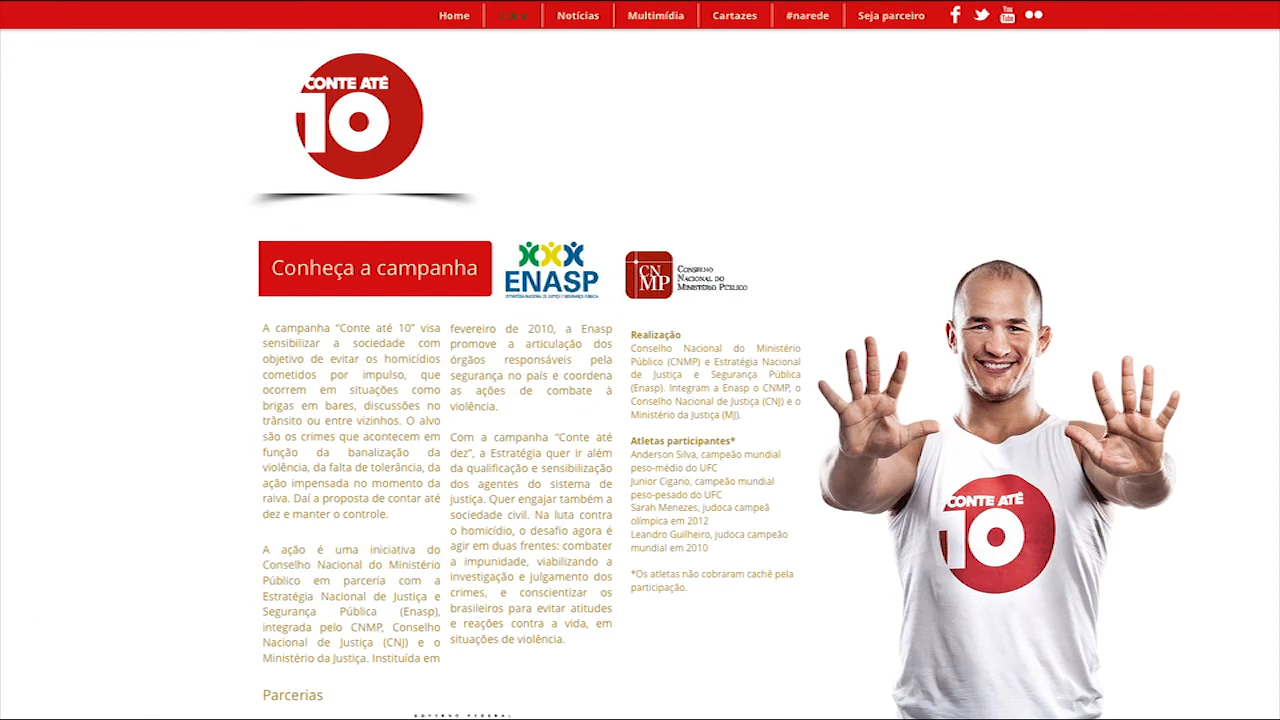 Home
Notícias
Multimídia
Cartazes
#narede
Seja parceiro
You
Tube
CONTE ATÉ
10
Conheça a campanha
ENASP
ESTRATÉGIA NACIONAL DE JUSTIÇA E SEGURANÇA PÚBLICA
CN
MP
CONSELHO
NACIONAL DO
MINISTÉRIO PÚBLICO
A campanha “Conte até 10” visa
sensibilizar a sociedade com
objetivo de evitar os homicídios
cometidos por impulso, que
ocorrem em situações como
brigas em bares, discussões no
trânsito ou entre vizinhos. O alvo
são os crimes que acontecem em
função da banalização da
violência, da falta de tolerância, da
ação impensada no momento da
raiva. Daí a proposta de contar até
dez e manter o controle.
A ação é uma iniciativa do
Conselho Nacional do Ministério
Público em parceria com a
Estratégia Nacional de Justiça e
Segurança Pública (Enasp),
integrada pelo CNMP, Conselho
Nacional de Justiça (CNJ) e o
Ministério da Justiça. Instituída em
fevereiro de 2010, a Enasp
promove a articulação dos
órgãos responsáveis pela
segurança no país e coordena
as ações de combate à
violência.
Com a campanha “Conte até
dez”, a Estratégia quer ir além
da qualificação e sensibilização
dos agentes do sistema de
justiça. Quer engajar também a
sociedade civil. Na luta contra
o homicídio, o desafio agora é
agir em duas frentes: combater
a impunidade, viabilizando a
investigação e julgamento dos
crimes, e conscientizar os
brasileiros para evitar atitudes
e reações contra a vida, em
situações de violência.
Realização
Conselho Nacional do Ministério
Público (CNMP) e Estratégia Nacional
de Justiça e Segurança Pública
(Enasp). Integram a Enasp o CNMP, o
Conselho Nacional de Justiça (CNJ) e o
Ministério da Justiça (MJ).
Atletas participantes*
Anderson Silva, campeão mundial
peso-médio do UFC
Junior Cigano, campeão mundial
peso-pesado do UFC
Sarah Menezes, judoca campeã
olímpica em 2012
Leandro Guilheiro, judoca campeão
mundial em 2010
*Os atletas não cobraram cachê pela
participação.
CONTE ATÉ
10
Parcerias
GOVERNO FEDERAL